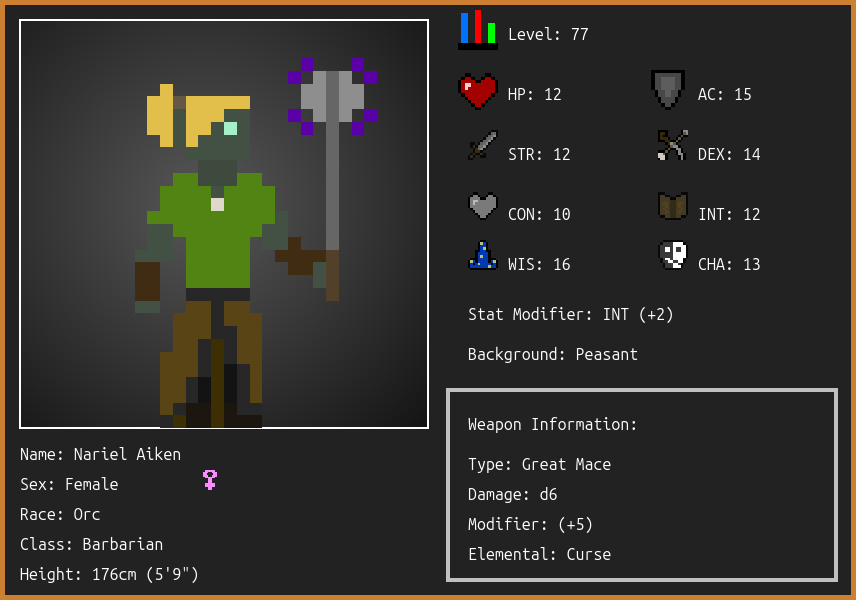 Level: 77
HP: 12
AC: 15
STR: 12
DEX: 14
CON: 10
INT: 12
WIS: 16
CHA: 13
Stat Modifier: INT (+2)
Background: Peasant
Weapon Information:
Type: Great Mace
Damage: d6
Modifier: (+5)
Elemental: Curse
Name: Nariel Aiken
Sex: Female
Race: Orc
Class: Barbarian
Height: 176cm (5'9")